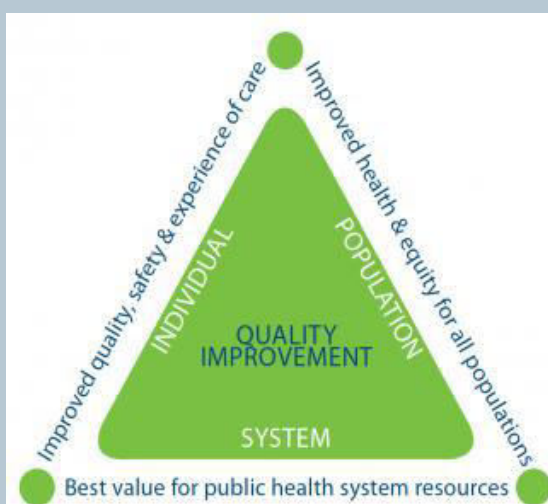 Improved quality, safety & experience of care
Improved health & equity for all populations
INDIVIDUAL
POPULATION
QUALITY
IMPROVEMENT
SYSTEM
Best value for public health system resources